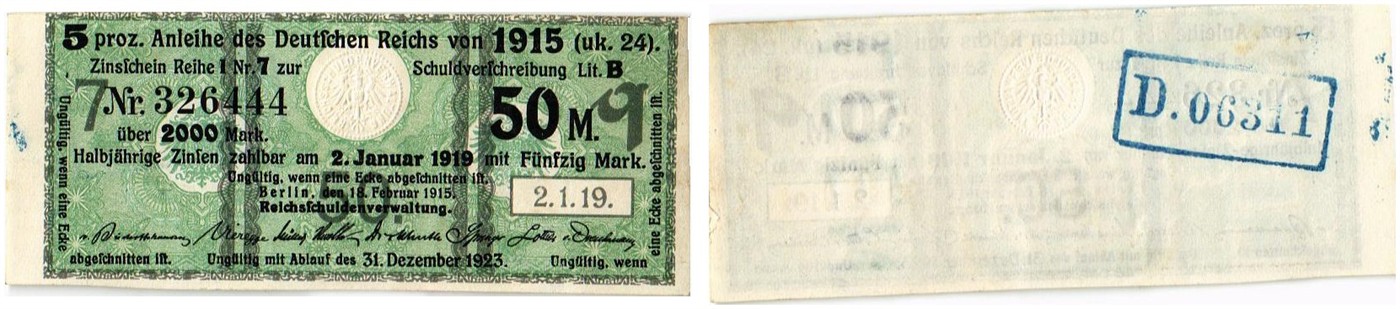 5 proz. Anleihe des Deutſchen Reichs von 1915 (uk. 24).
Zinsſchein Reihe I Nr. 7 zur Schuldverſchreibung Lit. B
7 Nr. 326444 50 M. q
über 2000 Mark.
Halbjährige Zinſen zahlbar am 2. Januar 1919 mit Fünfzig Mark.
Ungültig, wenn eine Ecke abgeſchnitten iſt.
Berlin, den 18. Februar 1915.
Reichsſchuldenverwaltung.
2.1.19.
abgeſchnitten iſt. Ungültig mit Ablauf des 31. Dezember 1923. Ungültig, wenn
Ungültig, wenn eine Ecke
eine Ecke abgeſchnitten iſt.
D.06311